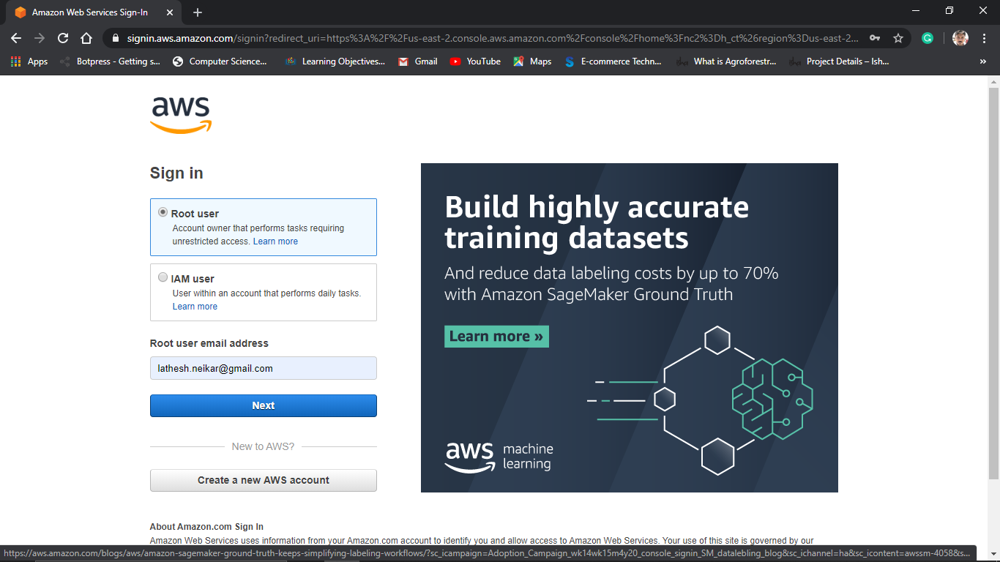 Amazon Web Services Sign-In
signin.aws.amazon.com/signin?redirect_uri=https%3A%2F%2Fus-east-2.console.aws.amazon.com%2Fconsole%2Fhome%3Fnc2%3Dh_ct%26region%3Dus-east-2...
Apps Botpress - Getting s... Computer Science... Learning Objectives... Gmail YouTube Maps E-commerce Techn... What is Agroforestr... Project Details – Ish... »
aws
Sign in
Root user
Account owner that performs tasks requiring
unrestricted access. Learn more
IAM user
User within an account that performs daily tasks.
Learn more
Root user email address
lathesh.neikar@gmail.com
Next
New to AWS?
Create a new AWS account
Build highly accurate
training datasets
And reduce data labeling costs by up to 70%
with Amazon SageMaker Ground Truth
Learn more »
aws machine
learning
About Amazon.com Sign In
Amazon Web Services uses information from your Amazon.com account to identify you and allow access to Amazon Web Services. Your use of this site is governed by our
https://aws.amazon.com/blogs/aws/amazon-sagemaker-ground-truth-keeps-simplifying-labeling-workflows/?sc_icampaign=Adoption_Campaign_wk14wk15m4y20_console_signin_SM_datalebling_blog&sc_ichannel=ha&sc_icontent=awssm-4058&s...